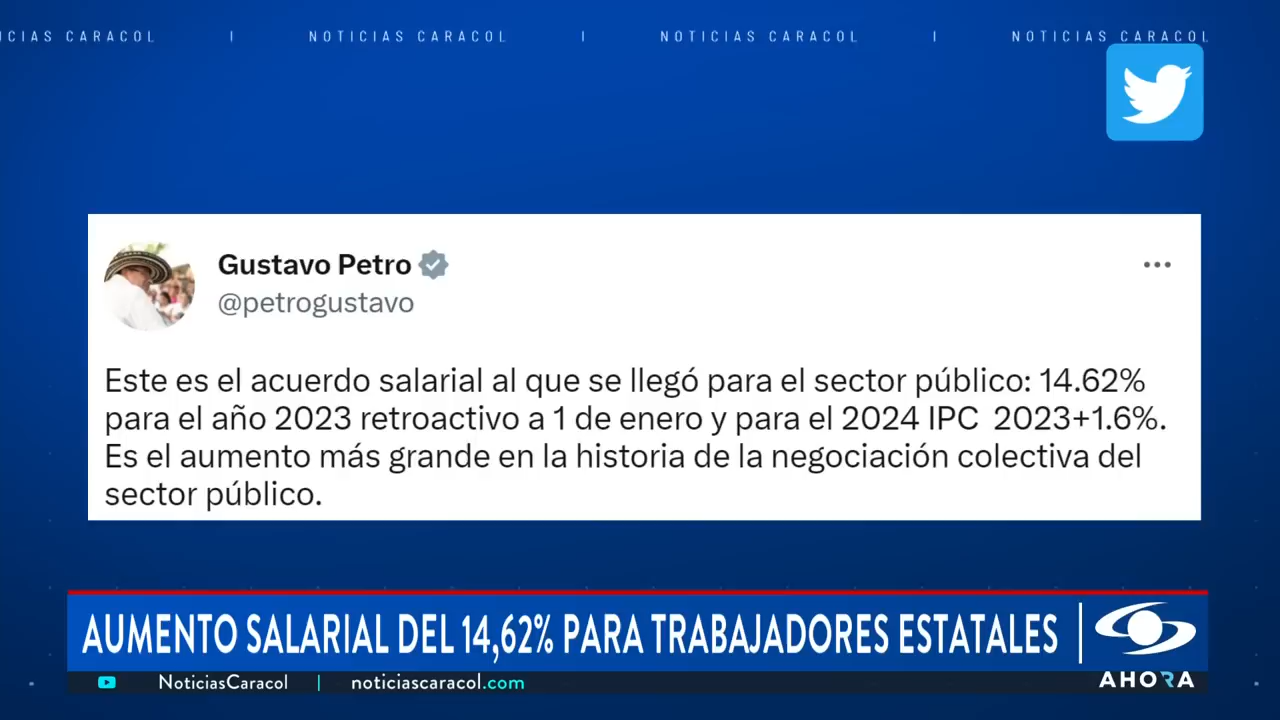 CIAS CARACOL | NOTICIAS CARACOL | NOTICIAS CARACOL | NOTICIAS CARACOL
Gustavo Petro
@petrogustavo
Este es el acuerdo salarial al que se llegó para el sector público: 14.62%
para el año 2023 retroactivo a 1 de enero y para el 2024 IPC 2023+1.6%.
Es el aumento más grande en la historia de la negociación colectiva del
sector público.
AUMENTO SALARIAL DEL 14,62% PARA TRABAJADORES ESTATALES
NoticiasCaracol | noticiascaracol.com
AHORA